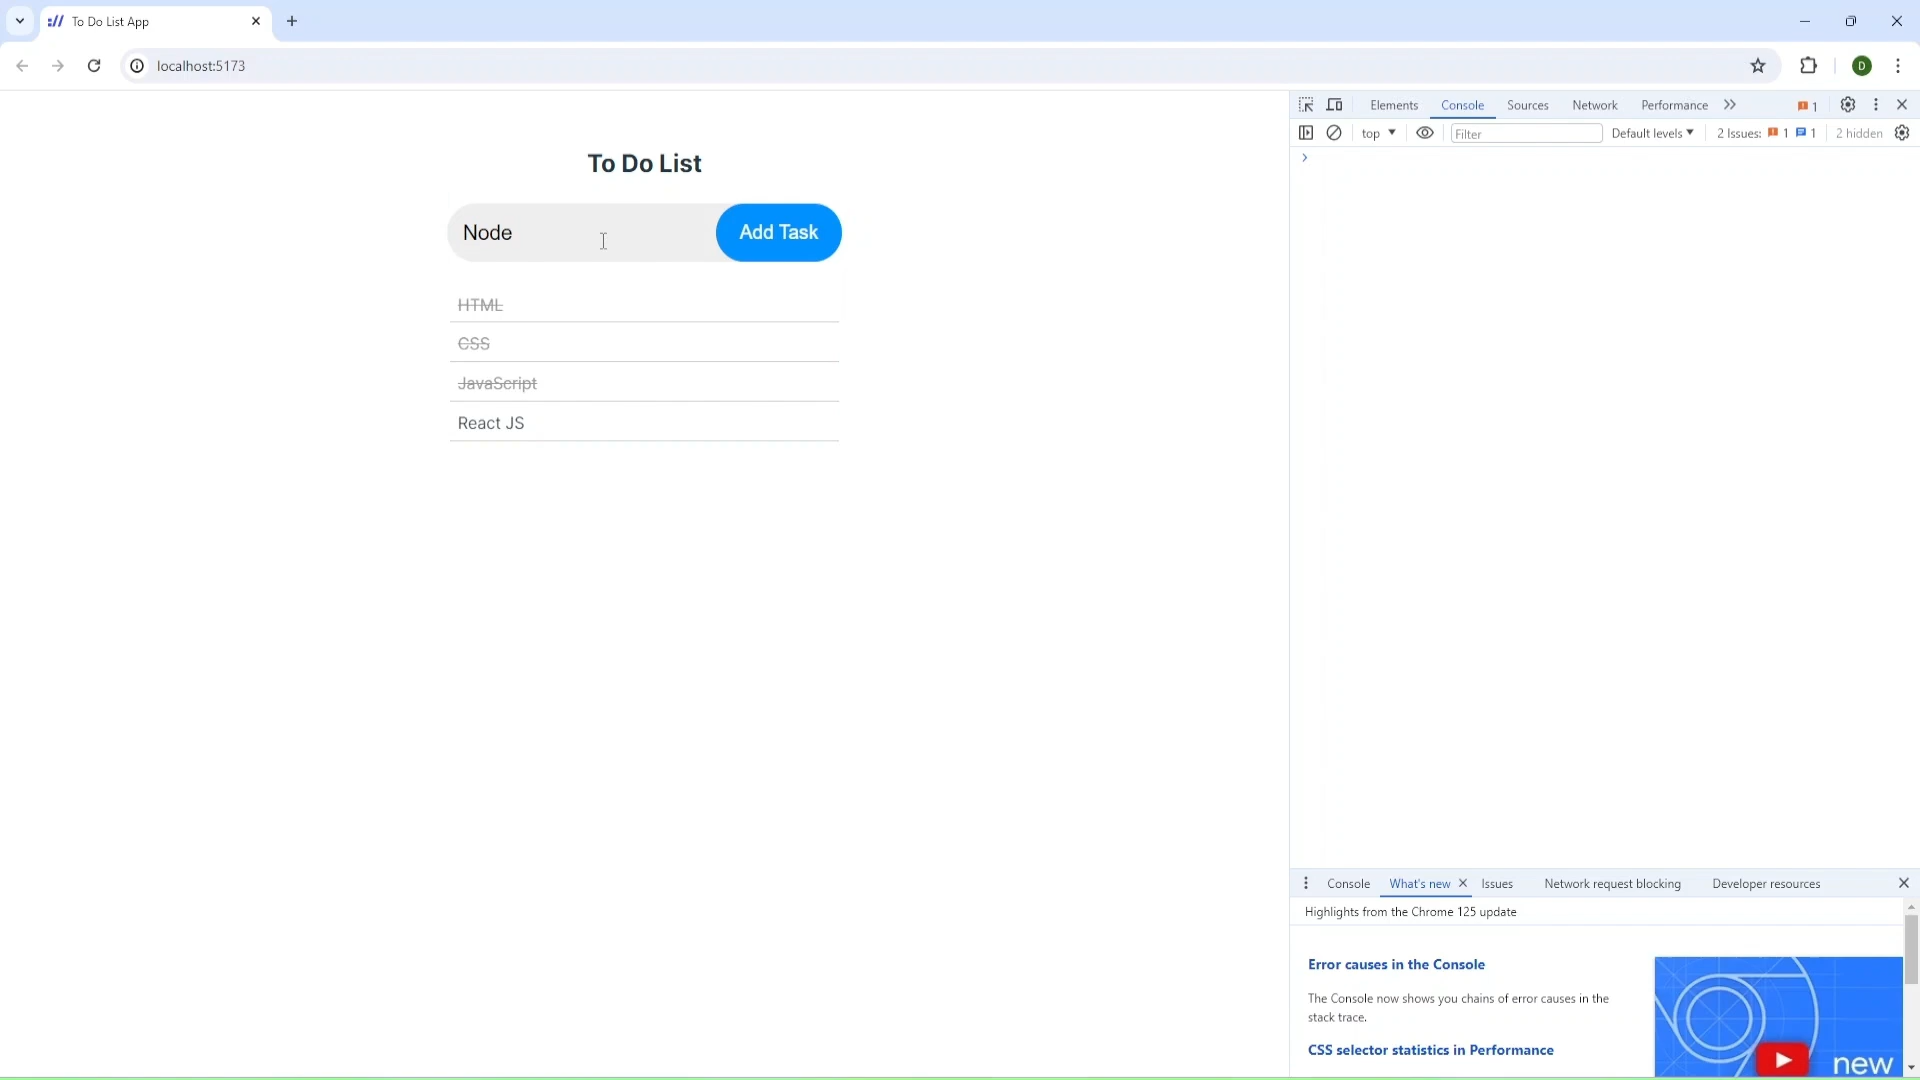 To Do List App
localhost:5173
D
Elements Console Sources Network Performance 1
top Filter Default levels 2 Issues: 1 1 2 hidden
To Do List
Node Add Task
HTML
CSS
JavaScript
React JS
Console What's new Issues Network request blocking Developer resources
Highlights from the Chrome 125 update
Error causes in the Console
The Console now shows you chains of error causes in the
stack trace.
CSS selector statistics in Performance
new